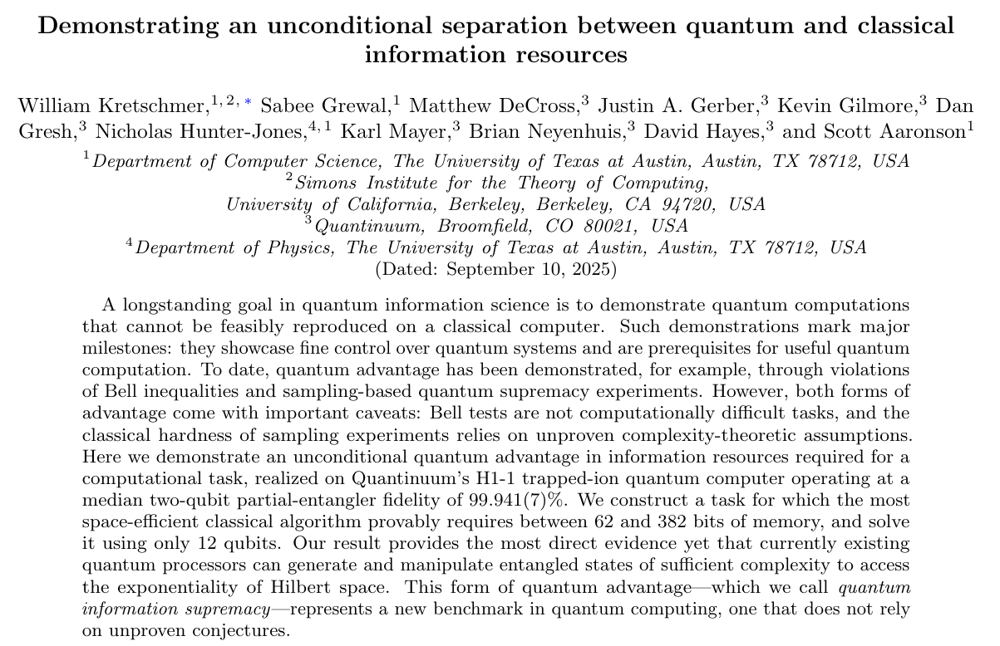 Demonstrating an unconditional separation between quantum and classical
information resources
William Kretschmer,1, 2, * Sabee Grewal,1 Matthew DeCross,3 Justin A. Gerber,3 Kevin Gilmore,3 Dan
Gresh,3 Nicholas Hunter-Jones,4, 1 Karl Mayer,3 Brian Neyenhuis,3 David Hayes,3 and Scott Aaronson1
1Department of Computer Science, The University of Texas at Austin, Austin, TX 78712, USA
2Simons Institute for the Theory of Computing,
University of California, Berkeley, Berkeley, CA 94720, USA
3Quantinuum, Broomfield, CO 80021, USA
4Department of Physics, The University of Texas at Austin, Austin, TX 78712, USA
(Dated: September 10, 2025)
A longstanding goal in quantum information science is to demonstrate quantum computations
that cannot be feasibly reproduced on a classical computer. Such demonstrations mark major
milestones: they showcase fine control over quantum systems and are prerequisites for useful quantum
computation. To date, quantum advantage has been demonstrated, for example, through violations
of Bell inequalities and sampling-based quantum supremacy experiments. However, both forms of
advantage come with important caveats: Bell tests are not computationally difficult tasks, and the
classical hardness of sampling experiments relies on unproven complexity-theoretic assumptions.
Here we demonstrate an unconditional quantum advantage in information resources required for a
computational task, realized on Quantinuum's H1-1 trapped-ion quantum computer operating at a
median two-qubit partial-entangler fidelity of 99.941(7)%. We construct a task for which the most
space-efficient classical algorithm provably requires between 62 and 382 bits of memory, and solve
it using only 12 qubits. Our result provides the most direct evidence yet that currently existing
quantum processors can generate and manipulate entangled states of sufficient complexity to access
the exponentiality of Hilbert space. This form of quantum advantage—which we call quantum
information supremacy—represents a new benchmark in quantum computing, one that does not rely
on unproven conjectures.